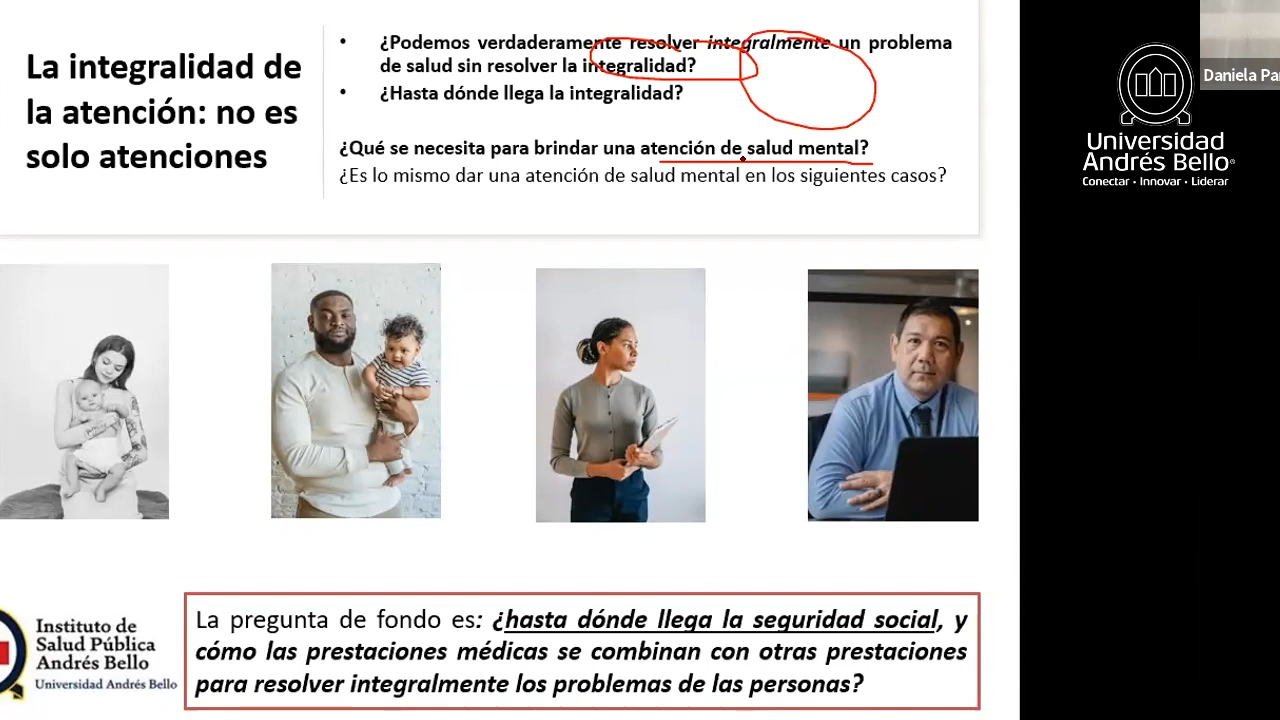 La integralidad de
la atención: no es
solo atenciones
• ¿Podemos verdaderamente resolver integralmente un problema
de salud sin resolver la integralidad?
• ¿Hasta dónde llega la integralidad?
¿Qué se necesita para brindar una atención de salud mental?
¿Es lo mismo dar una atención de salud mental en los siguientes casos?
Daniela Pa
Universidad
Andrés Bello®
Conectar • Innovar • Liderar
Instituto de
Salud Pública
Andrés Bello
Universidad Andrés Bello
La pregunta de fondo es: ¿hasta dónde llega la seguridad social, y
cómo las prestaciones médicas se combinan con otras prestaciones
para resolver integralmente los problemas de las personas?